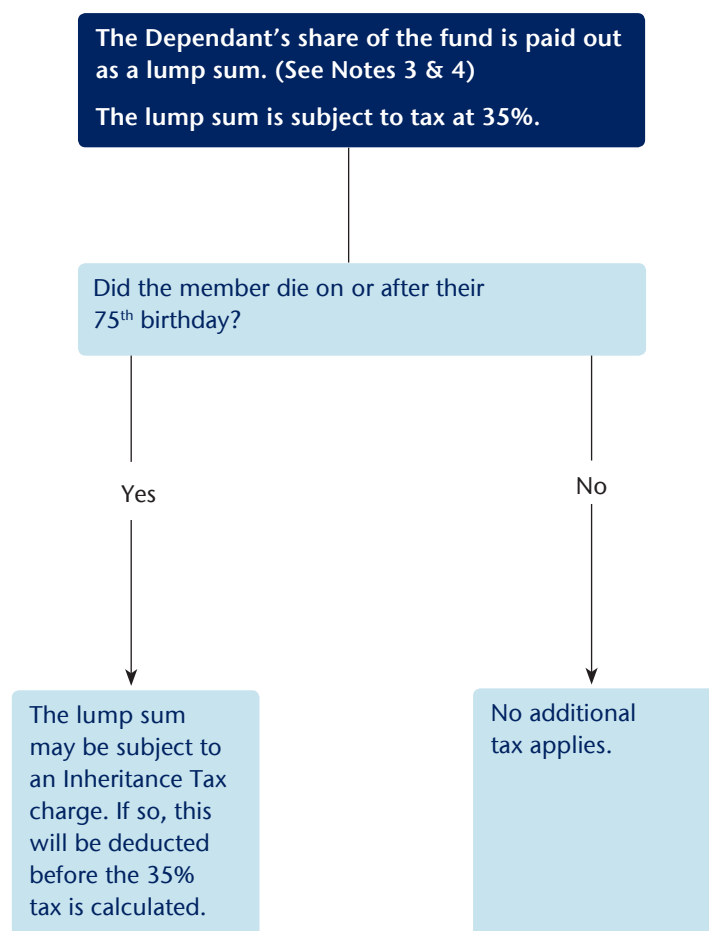 The Dependant’s share of the fund is paid out
as a lump sum. (See Notes 3 & 4)
The lump sum is subject to tax at 35%.
Did the member die on or after their
75th birthday?
Yes
No
The lump sum
may be subject to
an Inheritance Tax
charge. If so, this
will be deducted
before the 35%
tax is calculated.
No additional
tax applies.